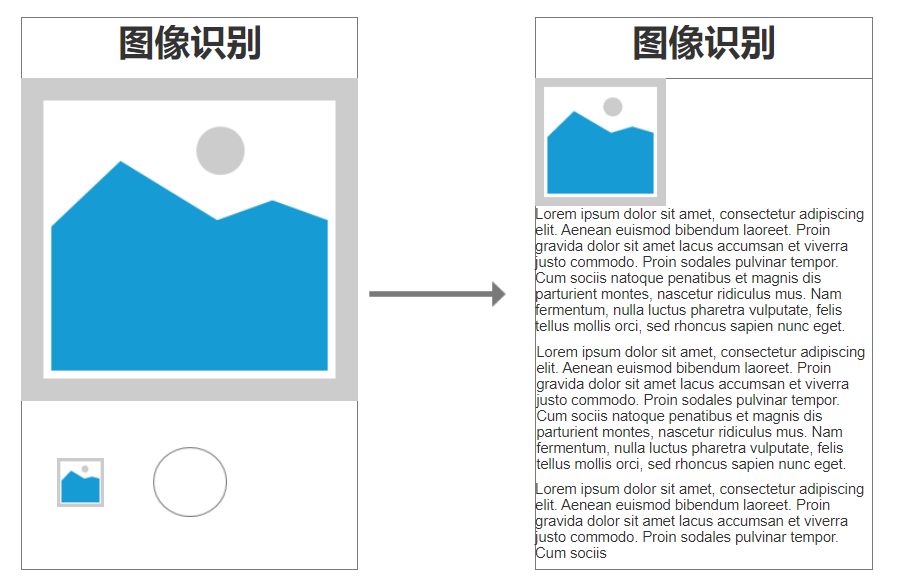 图像识别
图像识别
Lorem ipsum dolor sit amet, consectetur adipiscing
elit. Aenean euismod bibendum laoreet. Proin
gravida dolor sit amet lacus accumsan et viverra
justo commodo. Proin sodales pulvinar tempor.
Cum sociis natoque penatibus et magnis dis
parturient montes, nascetur ridiculus mus. Nam
fermentum, nulla luctus pharetra vulputate, felis
tellus mollis orci, sed rhoncus sapien nunc eget.
Lorem ipsum dolor sit amet, consectetur adipiscing
elit. Aenean euismod bibendum laoreet. Proin
gravida dolor sit amet lacus accumsan et viverra
justo commodo. Proin sodales pulvinar tempor.
Cum sociis natoque penatibus et magnis dis
parturient montes, nascetur ridiculus mus. Nam
fermentum, nulla luctus pharetra vulputate, felis
tellus mollis orci, sed rhoncus sapien nunc eget.
Lorem ipsum dolor sit amet, consectetur adipiscing
elit. Aenean euismod bibendum laoreet. Proin
gravida dolor sit amet lacus accumsan et viverra
justo commodo. Proin sodales pulvinar tempor.
Cum sociis